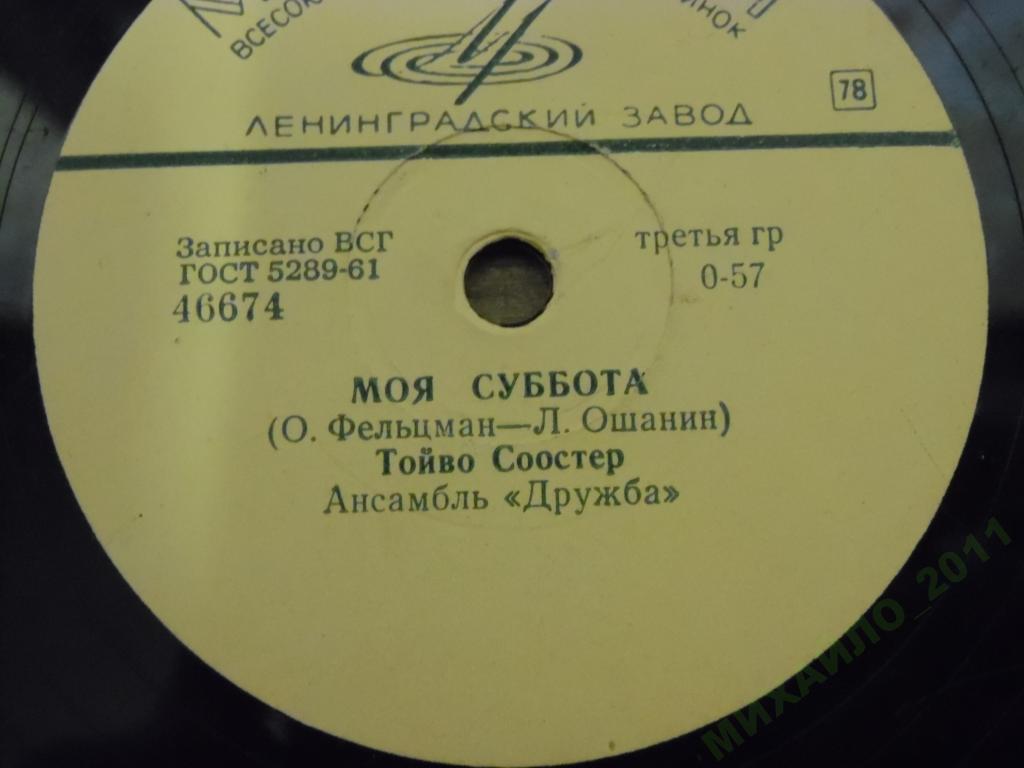 ЛЕНИНГРАДСКИЙ ЗАВОД
78
Записано ВСГ
ГОСТ 5289-61
46674
третья гр
0-57
МОЯ СУББОТА
(О. Фельцман—Л. Ошанин)
Тойво Соостер
Ансамбль «Дружба»
МИХАЙЛО_2011